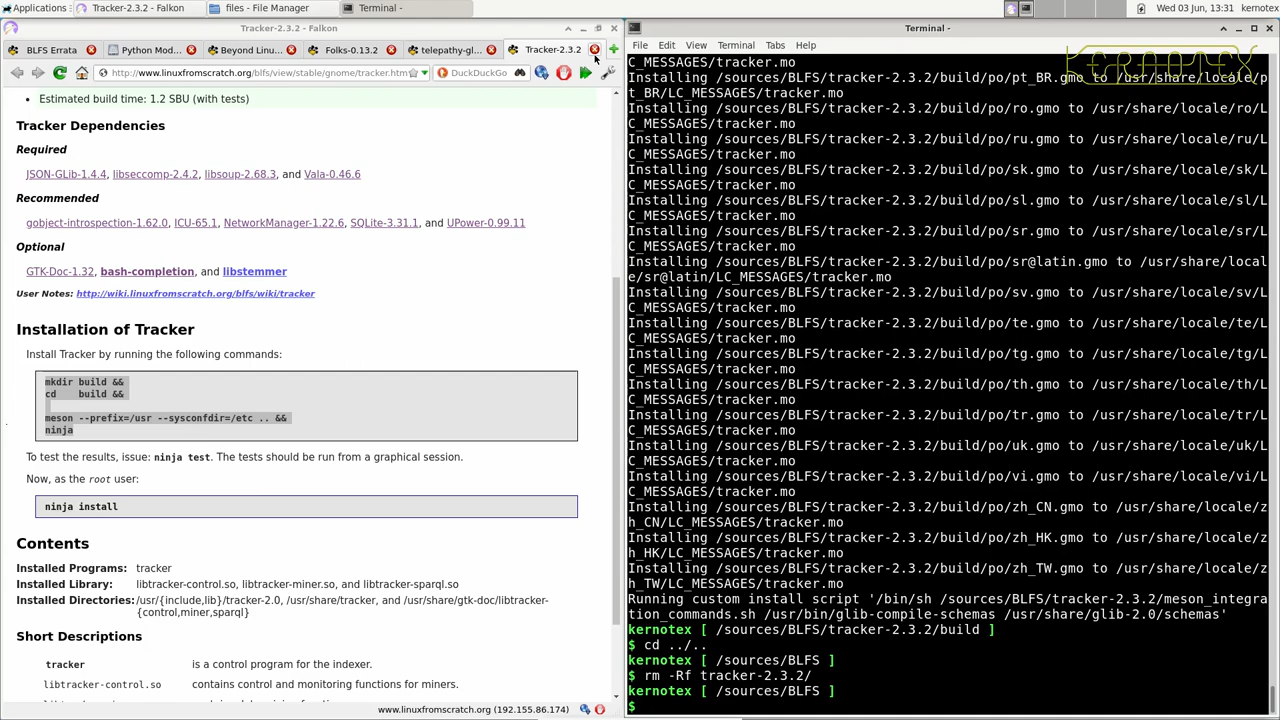 Applications Tracker-2.3.2 - Falkon files - File Manager Terminal - Wed 03 Jun, 13:31 kernotex
Tracker-2.3.2 - Falkon
BLFS Errata Python Mod... Beyond Linu... Folks-0.13.2 telepathy-gl... Tracker-2.3.2
http://www.linuxfromscratch.org/blfs/view/stable/gnome/tracker.htm DuckDuckGo
• Estimated build time: 1.2 SBU (with tests)
Tracker Dependencies
Required
JSON-GLib-1.4.4, libseccomp-2.4.2, libsoup-2.68.3, and Vala-0.46.6
Recommended
gobject-introspection-1.62.0, ICU-65.1, NetworkManager-1.22.6, SQLite-3.31.1, and UPower-0.99.11
Optional
GTK-Doc-1.32, bash-completion, and libstemmer
User Notes: http://wiki.linuxfromscratch.org/blfs/wiki/tracker
Installation of Tracker
Install Tracker by running the following commands:
mkdir build &&
cd    build &&
meson --prefix=/usr --sysconfdir=/etc .. &&
ninja
To test the results, issue: ninja test. The tests should be run from a graphical session.
Now, as the root user:
ninja install
Contents
Installed Programs: tracker
Installed Library: libtracker-control.so, libtracker-miner.so, and libtracker-sparql.so
Installed Directories: /usr/{include,lib}/tracker-2.0, /usr/share/tracker, and /usr/share/gtk-doc/libtracker-
{control,miner,sparql}
Short Descriptions
tracker is a control program for the indexer.
libtracker-control.so contains control and monitoring functions for miners.
www.linuxfromscratch.org (192.155.86.174)
Terminal -
File Edit View Terminal Tabs Help
KERNOTEX
C_MESSAGES/tracker.mo
Installing /sources/BLFS/tracker-2.3.2/build/po/pt_BR.gmo to /usr/share/locale/p
t_BR/LC_MESSAGES/tracker.mo
Installing /sources/BLFS/tracker-2.3.2/build/po/ro.gmo to /usr/share/locale/ro/L
C_MESSAGES/tracker.mo
Installing /sources/BLFS/tracker-2.3.2/build/po/ru.gmo to /usr/share/locale/ru/L
C_MESSAGES/tracker.mo
Installing /sources/BLFS/tracker-2.3.2/build/po/sk.gmo to /usr/share/locale/sk/L
C_MESSAGES/tracker.mo
Installing /sources/BLFS/tracker-2.3.2/build/po/sl.gmo to /usr/share/locale/sl/L
C_MESSAGES/tracker.mo
Installing /sources/BLFS/tracker-2.3.2/build/po/sr.gmo to /usr/share/locale/sr/L
C_MESSAGES/tracker.mo
Installing /sources/BLFS/tracker-2.3.2/build/po/sr@latin.gmo to /usr/share/local
e/sr@latin/LC_MESSAGES/tracker.mo
Installing /sources/BLFS/tracker-2.3.2/build/po/sv.gmo to /usr/share/locale/sv/L
C_MESSAGES/tracker.mo
Installing /sources/BLFS/tracker-2.3.2/build/po/te.gmo to /usr/share/locale/te/L
C_MESSAGES/tracker.mo
Installing /sources/BLFS/tracker-2.3.2/build/po/tg.gmo to /usr/share/locale/tg/L
C_MESSAGES/tracker.mo
Installing /sources/BLFS/tracker-2.3.2/build/po/th.gmo to /usr/share/locale/th/L
C_MESSAGES/tracker.mo
Installing /sources/BLFS/tracker-2.3.2/build/po/tr.gmo to /usr/share/locale/tr/L
C_MESSAGES/tracker.mo
Installing /sources/BLFS/tracker-2.3.2/build/po/uk.gmo to /usr/share/locale/uk/L
C_MESSAGES/tracker.mo
Installing /sources/BLFS/tracker-2.3.2/build/po/vi.gmo to /usr/share/locale/vi/L
C_MESSAGES/tracker.mo
Installing /sources/BLFS/tracker-2.3.2/build/po/zh_CN.gmo to /usr/share/locale/z
h_CN/LC_MESSAGES/tracker.mo
Installing /sources/BLFS/tracker-2.3.2/build/po/zh_HK.gmo to /usr/share/locale/z
h_HK/LC_MESSAGES/tracker.mo
Installing /sources/BLFS/tracker-2.3.2/build/po/zh_TW.gmo to /usr/share/locale/z
h_TW/LC_MESSAGES/tracker.mo
Running custom install script '/bin/sh /sources/BLFS/tracker-2.3.2/meson_integra
tion_commands.sh /usr/bin/glib-compile-schemas /usr/share/glib-2.0/schemas'
kernotex [ /sources/BLFS/tracker-2.3.2/build ]
$ cd ../..
kernotex [ /sources/BLFS ]
$ rm -Rf tracker-2.3.2/
kernotex [ /sources/BLFS ]
$